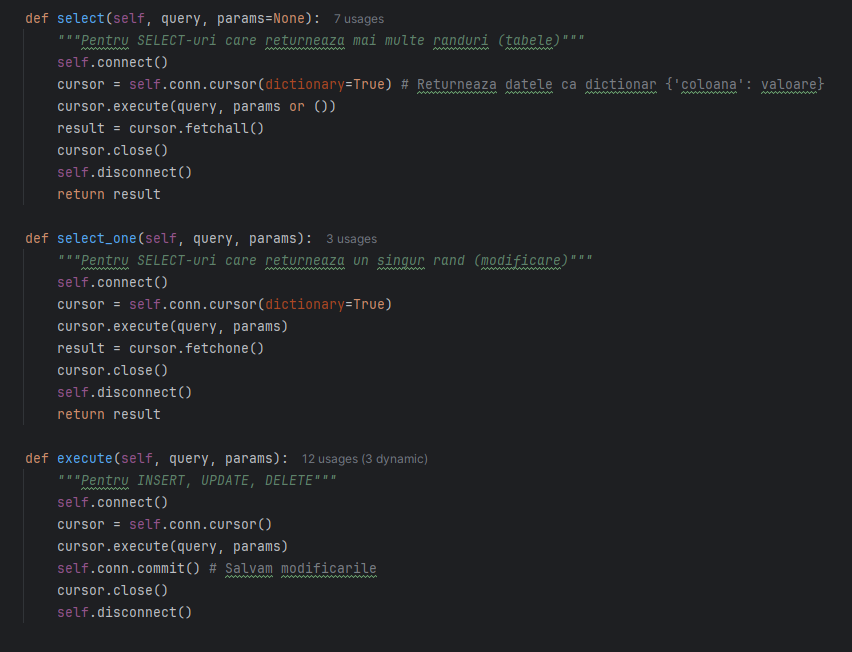 def select(self, query, params=None): 7 usages
"""Pentru SELECT-uri care returneaza mai multe randuri (tabele)"""
self.connect()
cursor = self.conn.cursor(dictionary=True) # Returneaza datele ca dictionar {'coloana': valoare}
cursor.execute(query, params or ())
result = cursor.fetchall()
cursor.close()
self.disconnect()
return result
def select_one(self, query, params): 3 usages
"""Pentru SELECT-uri care returneaza un singur rand (modificare)"""
self.connect()
cursor = self.conn.cursor(dictionary=True)
cursor.execute(query, params)
result = cursor.fetchone()
cursor.close()
self.disconnect()
return result
def execute(self, query, params): 12 usages (3 dynamic)
"""Pentru INSERT, UPDATE, DELETE"""
self.connect()
cursor = self.conn.cursor()
cursor.execute(query, params)
self.conn.commit() # Salvam modificarile
cursor.close()
self.disconnect()